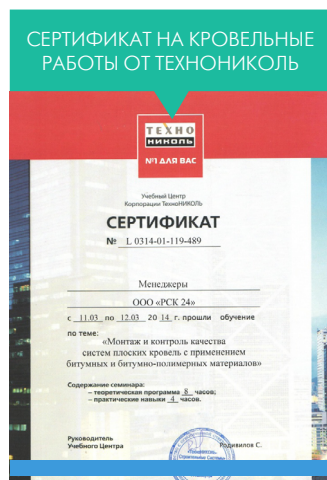 СЕРТИФИКАТ НА КРОВЕЛЬНЫЕ
РАБОТЫ ОТ ТЕХНОНИКОЛЬ
ТЕХНО
НИКОЛЬ
№1 ДЛЯ ВАС
Учебный Центр
Корпорации ТехноНИКОЛЬ
СЕРТИФИКАТ
№ L 0314-01-119-489
Менеджеры
ООО «РСК 24»
с 11.03 по 12.03 20 14 г. прошли обучение
по теме:
«Монтаж и контроль качества
систем плоских кровель с применением
битумных и битумно-полимерных материалов»
Содержание семинара:
– теоретическая программа 8 часов;
– практические навыки 4 часов.
Руководитель
Учебного Центра
Родивилов С.